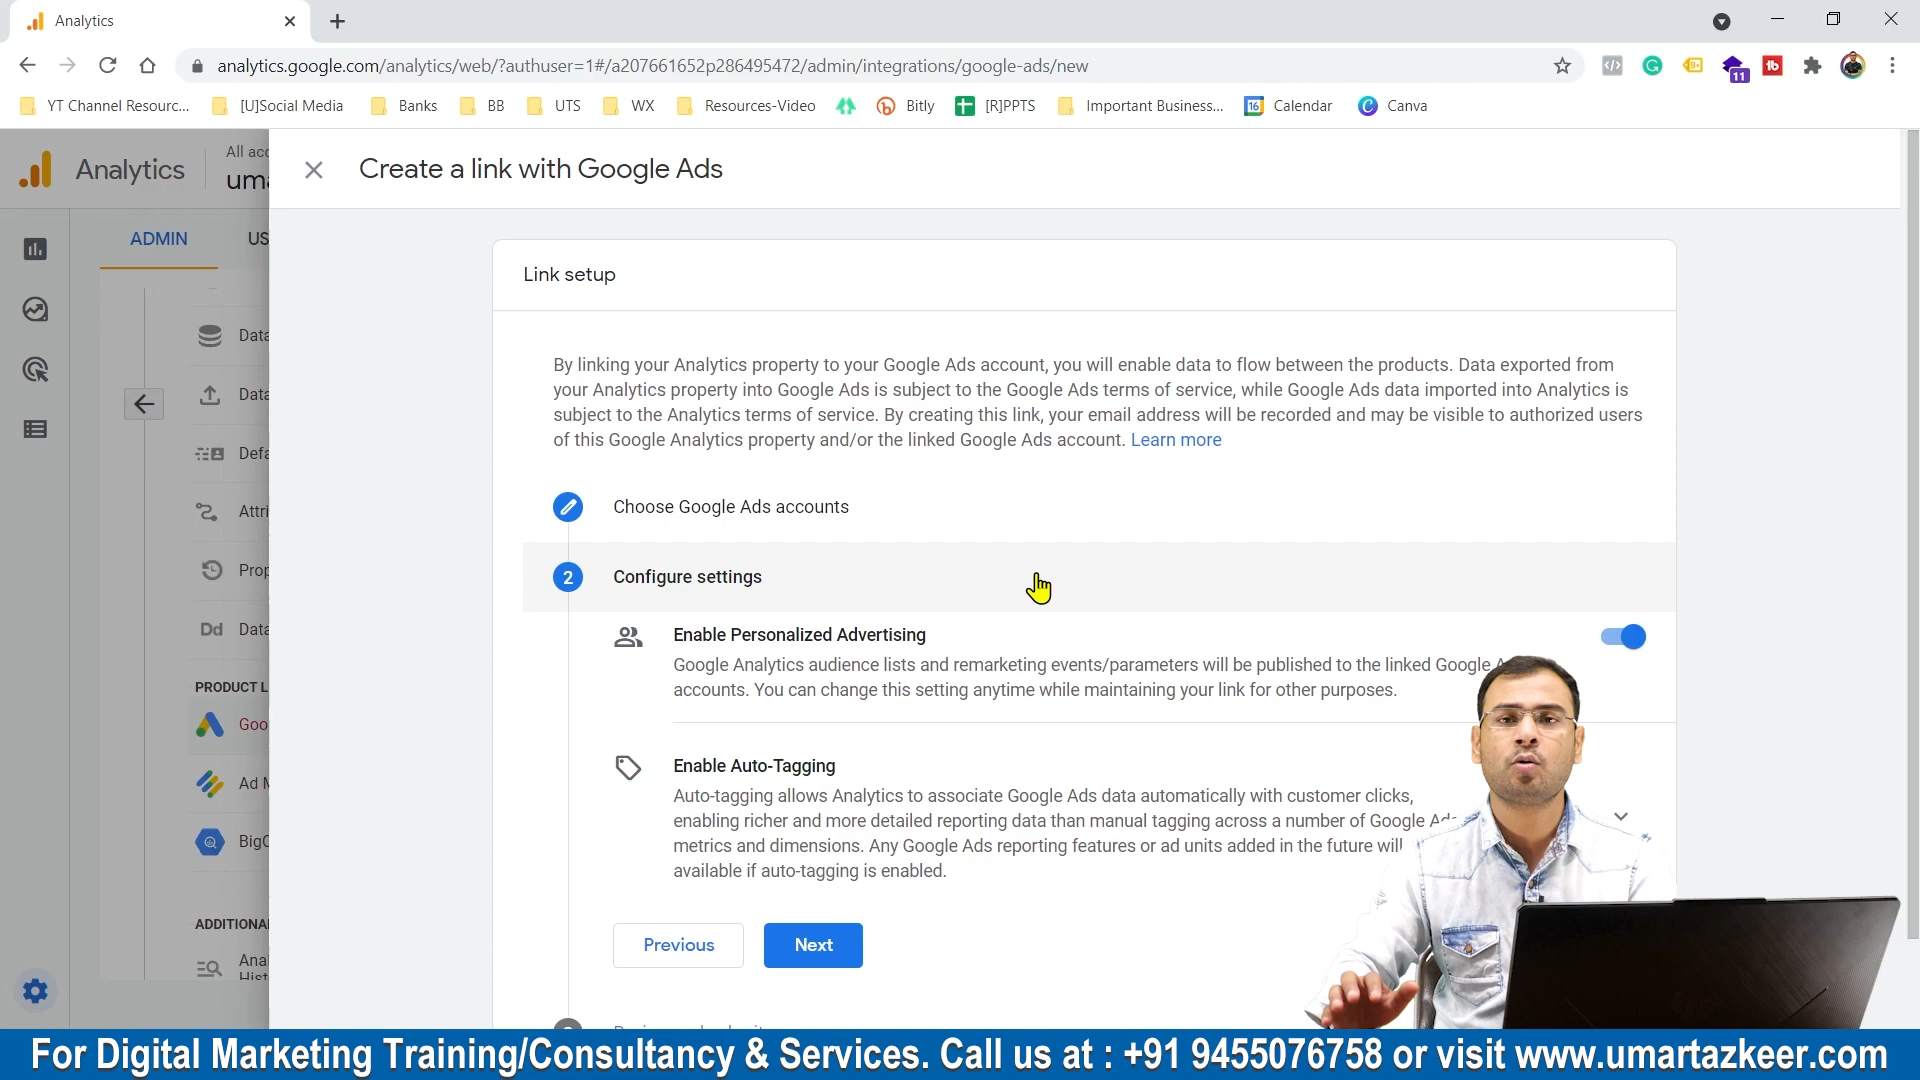 Analytics
analytics.google.com/analytics/web/?authuser=1#/a207661652p286495472/admin/integrations/google-ads/new
11
YT Channel Resourc...
[U]Social Media
Banks
BB
UTS
WX
Resources-Video
Bitly
[R]PPTS
Important Business...
16
Calendar
Canva
Analytics
All acc
uma
Create a link with Google Ads
ADMIN
US
Link setup
Data
By linking your Analytics property to your Google Ads account, you will enable data to flow between the products. Data exported from
your Analytics property into Google Ads is subject to the Google Ads terms of service, while Google Ads data imported into Analytics is
subject to the Analytics terms of service. By creating this link, your email address will be recorded and may be visible to authorized users
of this Google Analytics property and/or the linked Google Ads account. Learn more
Data
Defa
Attri
Prop
Dd Data
Choose Google Ads accounts
2 Configure settings
Enable Personalized Advertising
Google Analytics audience lists and remarketing events/parameters will be published to the linked Google
accounts. You can change this setting anytime while maintaining your link for other purposes.
PRODUCT L
Goo
Ad M
BigQ
Enable Auto-Tagging
Auto-tagging allows Analytics to associate Google Ads data automatically with customer clicks,
enabling richer and more detailed reporting data than manual tagging across a number of Google Ads
metrics and dimensions. Any Google Ads reporting features or ad units added in the future will
available if auto-tagging is enabled.
ADDITIONA
Ana
Hist
Previous
Next
For Digital Marketing Training/Consultancy & Services. Call us at : +91 9455076758 or visit www.umartazkeer.com